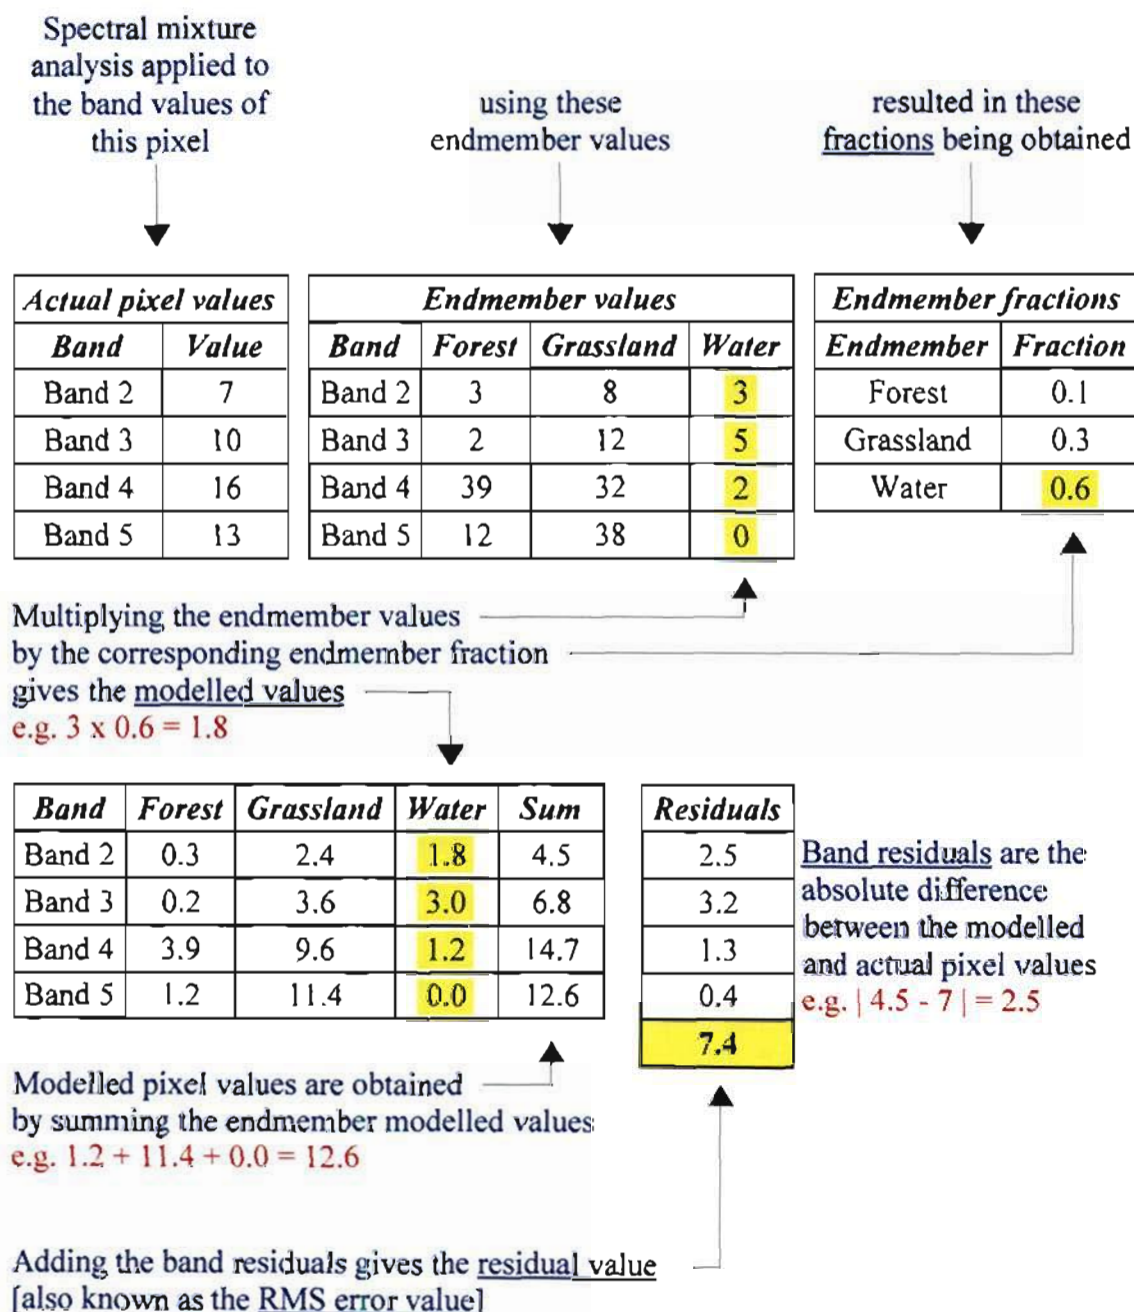 Spectral mixture
analysis applied to
the band values of
this pixel
using these
endmember values
resulted in these
fractions being obtained
Actual pixel values
Band Value
Band 2 7
Band 3 10
Band 4 16
Band 5 13
Endmember values
Band Forest Grassland Water
Band 2 3 8 3
Band 3 2 12 5
Band 4 39 32 2
Band 5 12 38 0
Endmember fractions
Endmember Fraction
Forest 0.1
Grassland 0.3
Water 0.6
Multiplying the endmember values
by the corresponding endmember fraction
gives the modelled values
e.g. 3 x 0.6 = 1.8
Band Forest Grassland Water Sum
Band 2 0.3 2.4 1.8 4.5
Band 3 0.2 3.6 3.0 6.8
Band 4 3.9 9.6 1.2 14.7
Band 5 1.2 11.4 0.0 12.6
Residuals
2.5
3.2
1.3
0.4
7.4
Band residuals are the
absolute difference
between the modelled
and actual pixel values
e.g. | 4.5 - 7 | = 2.5
Modelled pixel values are obtained
by summing the endmember modelled values
e.g. 1.2 + 11.4 + 0.0 = 12.6
Adding the band residuals gives the residual value
[also known as the RMS error value]